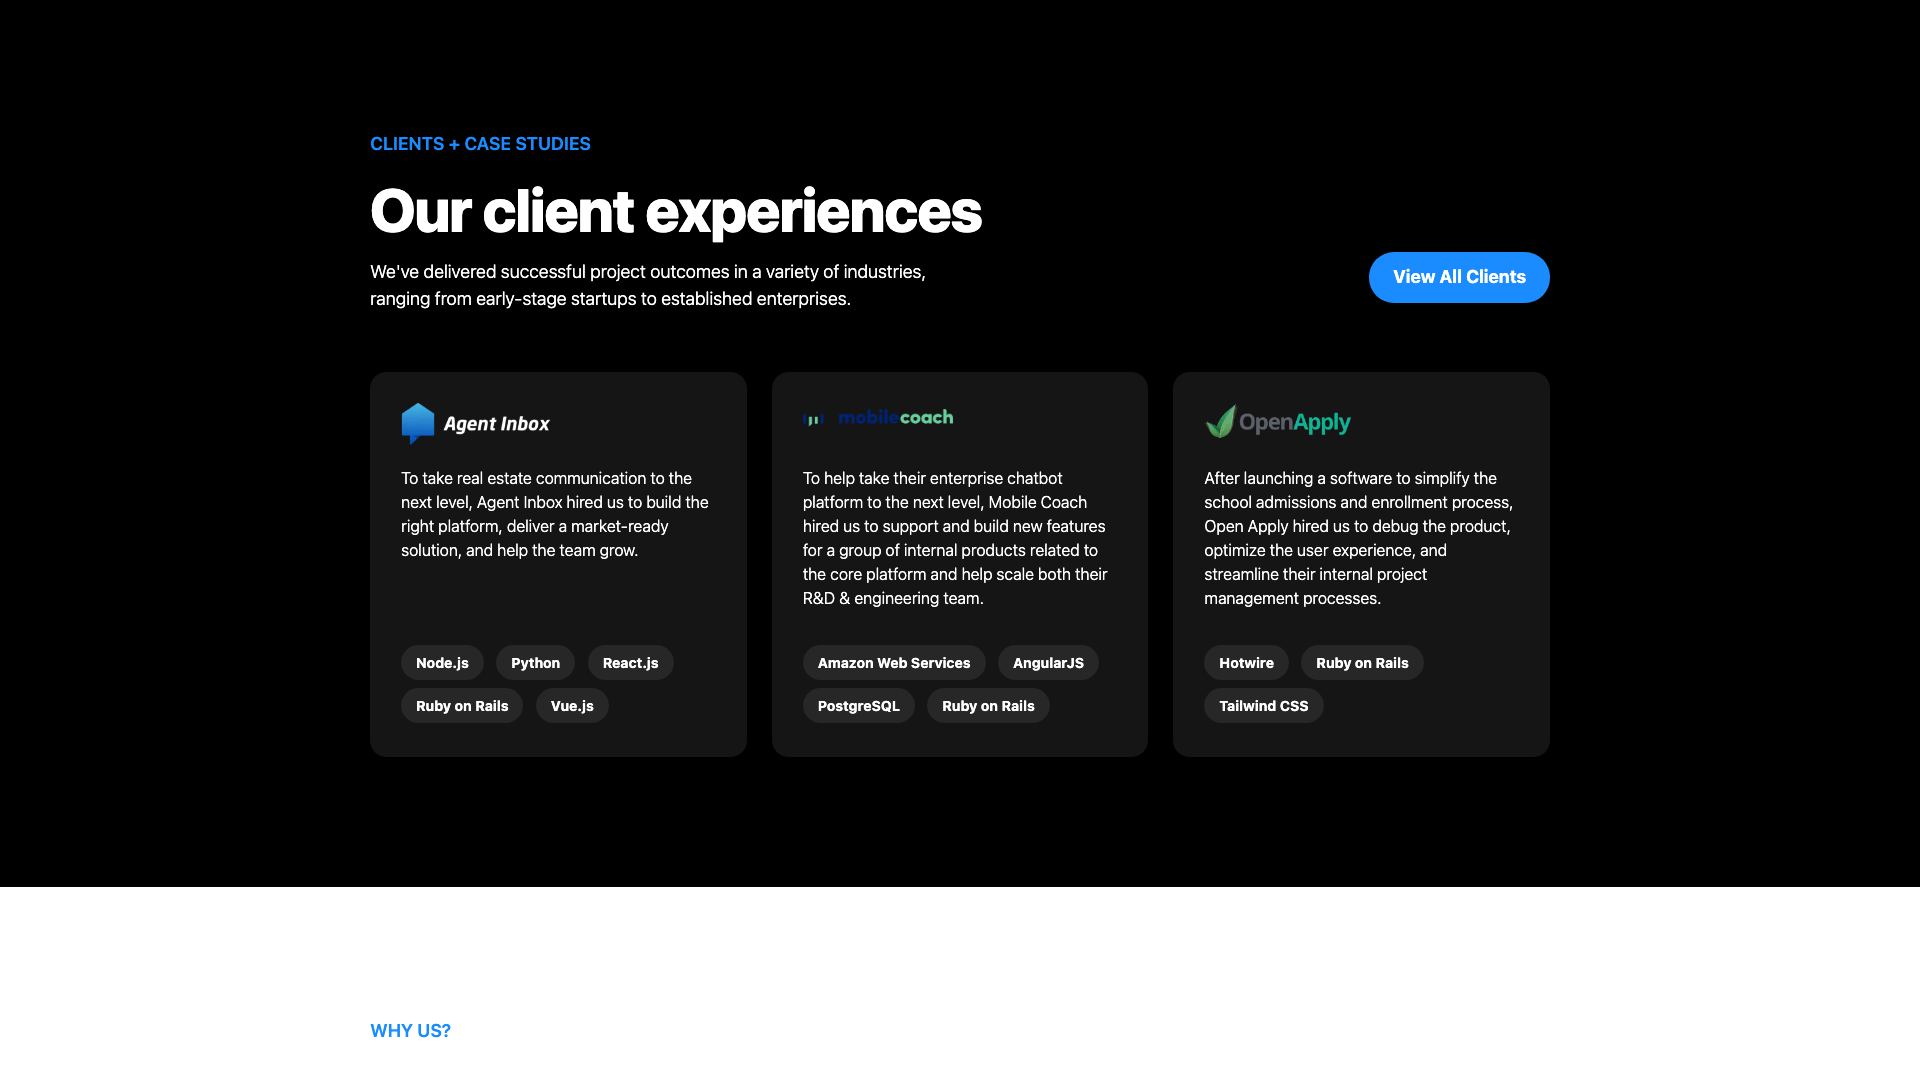 CLIENTS + CASE STUDIES
Our client experiences
We've delivered successful project outcomes in a variety of industries,
ranging from early-stage startups to established enterprises.
View All Clients
Agent Inbox
To take real estate communication to the
next level, Agent Inbox hired us to build the
right platform, deliver a market-ready
solution, and help the team grow.
Node.js
Python
React.js
Ruby on Rails
Vue.js
mobilecoach
To help take their enterprise chatbot
platform to the next level, Mobile Coach
hired us to support and build new features
for a group of internal products related to
the core platform and help scale both their
R&D & engineering team.
Amazon Web Services
AngularJS
PostgreSQL
Ruby on Rails
OpenApply
After launching a software to simplify the
school admissions and enrollment process,
Open Apply hired us to debug the product,
optimize the user experience, and
streamline their internal project
management processes.
Hotwire
Ruby on Rails
Tailwind CSS
WHY US?